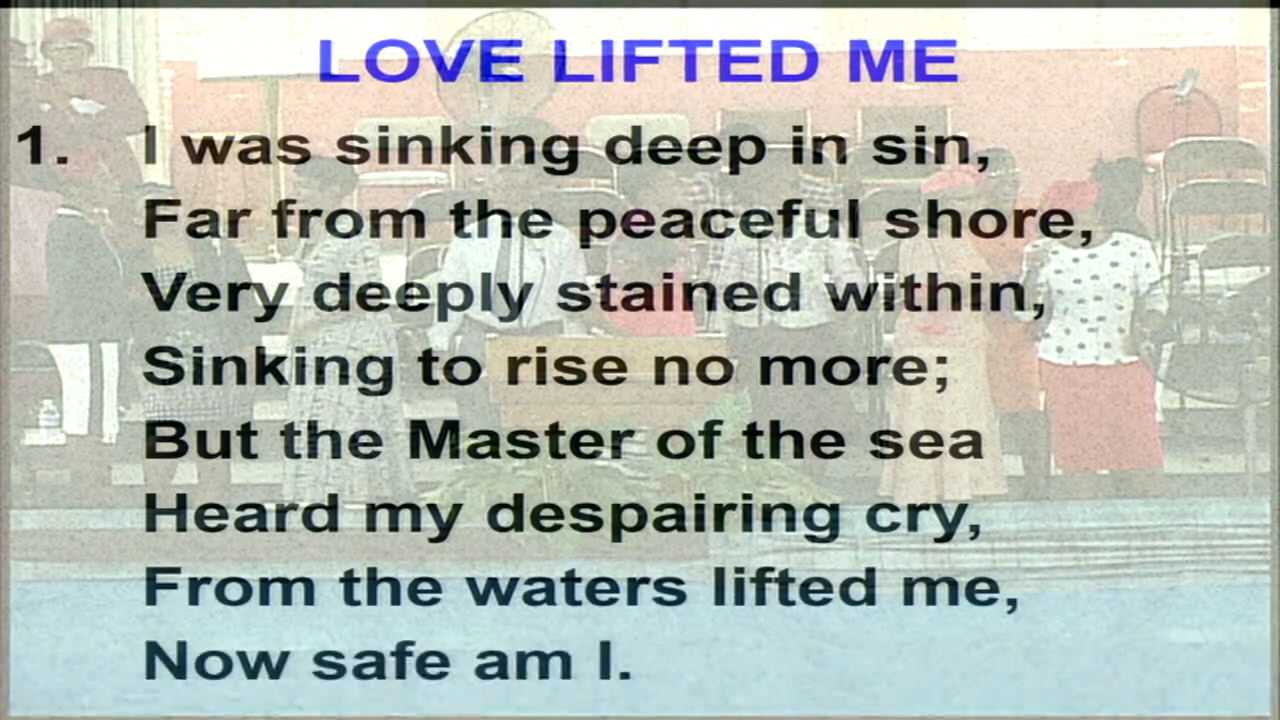 LOVE LIFTED ME
1. I was sinking deep in sin,
Far from the peaceful shore,
Very deeply stained within,
Sinking to rise no more;
But the Master of the sea
Heard my despairing cry,
From the waters lifted me,
Now safe am I.